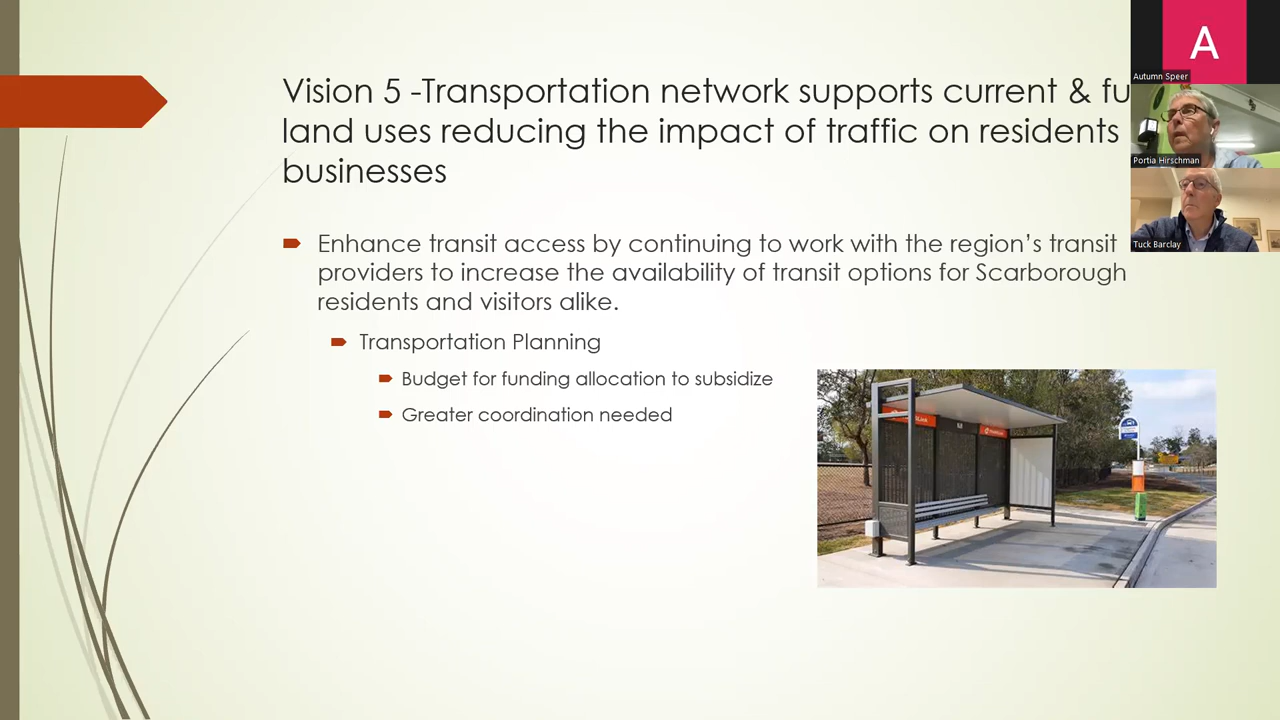 Vision 5 -Transportation network supports current & fu
land uses reducing the impact of traffic on residents
businesses
Enhance transit access by continuing to work with the region's transit
providers to increase the availability of transit options for Scarborough
residents and visitors alike.
Transportation Planning
Budget for funding allocation to subsidize
Greater coordination needed
A
Autumn Speer
Portia Hirschman
Tuck Barclay